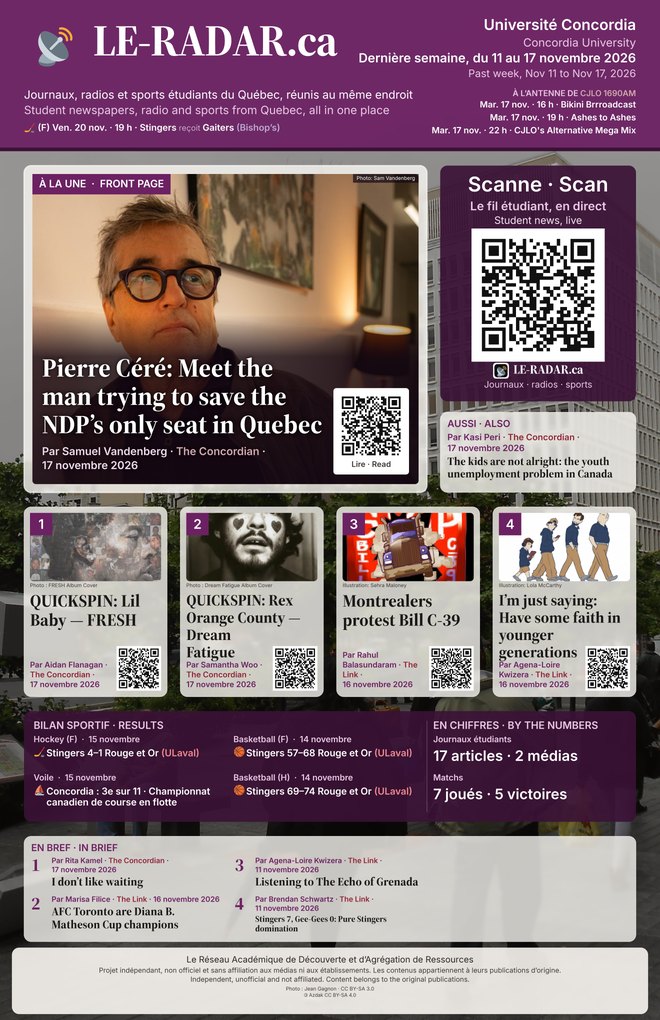 LE-RADAR.ca
Université Concordia
Concordia University
Dernière semaine, du 11 au 17 novembre 2026
Past week, Nov 11 to Nov 17, 2026
Journaux, radios et sports étudiants du Québec, réunis au même endroit
Student newspapers, radio and sports from Quebec, all in one place
(F) Ven. 20 nov. · 19 h · Stingers reçoit Gaiters (Bishop's)
À L'ANTENNE DE CJLO 1690AM
Mar. 17 nov. · 16 h · Bikini Brrroadcast
Mar. 17 nov. · 19 h · Ashes to Ashes
Mar. 17 nov. · 22 h · CJLO's Alternative Mega Mix
À LA UNE · FRONT PAGE
Photo: Sam Vandenberg
Pierre Céré: Meet the
man trying to save the
NDP's only seat in Quebec
Par Samuel Vandenberg · The Concordian ·
17 novembre 2026
Lire · Read
Scanne · Scan
Le fil étudiant, en direct
Student news, live
LE-RADAR.ca
Journaux · radios · sports
AUSSI · ALSO
Par Kasi Peri · The Concordian ·
17 novembre 2026
The kids are not alright: the youth
unemployment problem in Canada
1
Photo : FRESH Album Cover
QUICKSPIN: Lil
Baby — FRESH
Par Aidan Flanagan ·
The Concordian ·
17 novembre 2026
2
Photo : Dream Fatigue Album Cover
QUICKSPIN: Rex
Orange County —
Dream
Fatigue
Par Samantha Woo ·
The Concordian ·
17 novembre 2026
3
BIL
Illustration: Sehra Maloney
Montrealers
protest Bill C-39
Par Rahul
Balasundaram · The
Link ·
16 novembre 2026
4
Illustration: Lola McCarthy
I'm just saying:
Have some faith in
younger
generations
Par Agena-Loire
Kwizera · The Link ·
16 novembre 2026
BILAN SPORTIF · RESULTS
Hockey (F) · 15 novembre
Stingers 4–1 Rouge et Or (ULaval)
Basketball (F) · 14 novembre
Stingers 57–68 Rouge et Or (ULaval)
Voile · 15 novembre
Concordia : 3e sur 11 · Championnat
canadien de course en flotte
Basketball (H) · 14 novembre
Stingers 69–74 Rouge et Or (ULaval)
EN CHIFFRES · BY THE NUMBERS
Journaux étudiants
17 articles · 2 médias
Matchs
7 joués · 5 victoires
EN BREF · IN BRIEF
1
Par Rita Kamel · The Concordian ·
17 novembre 2026
I don't like waiting
2
Par Marisa Filice · The Link · 16 novembre 2026
AFC Toronto are Diana B.
Matheson Cup champions
3
Par Agena-Loire Kwizera · The Link ·
11 novembre 2026
Listening to The Echo of Grenada
4
Par Brendan Schwartz · The Link ·
11 novembre 2026
Stingers 7, Gee-Gees 0: Pure Stingers
domination
Le Réseau Académique de Découverte et d'Agrégation de Ressources
Projet indépendant, non officiel et sans affiliation aux médias ni aux établissements. Les contenus appartiennent à leurs publications d'origine.
Independent, unofficial and not affiliated. Content belongs to the original publications.
Photo : Jean Gagnon · CC BY-SA 3.0
© Azdak CC BY-SA 4.0